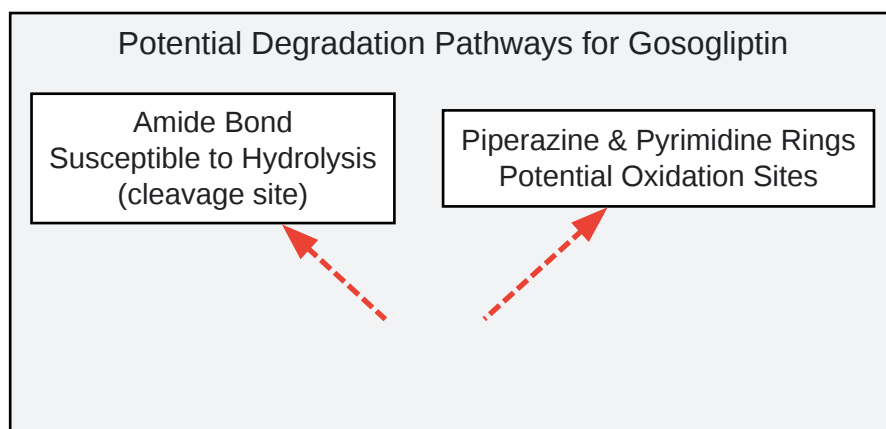 Potential Degradation Pathways for Gosogliptin
Amide Bond
Susceptible to Hydrolysis
(cleavage site)
Piperazine & Pyrimidine Rings
Potential Oxidation Sites